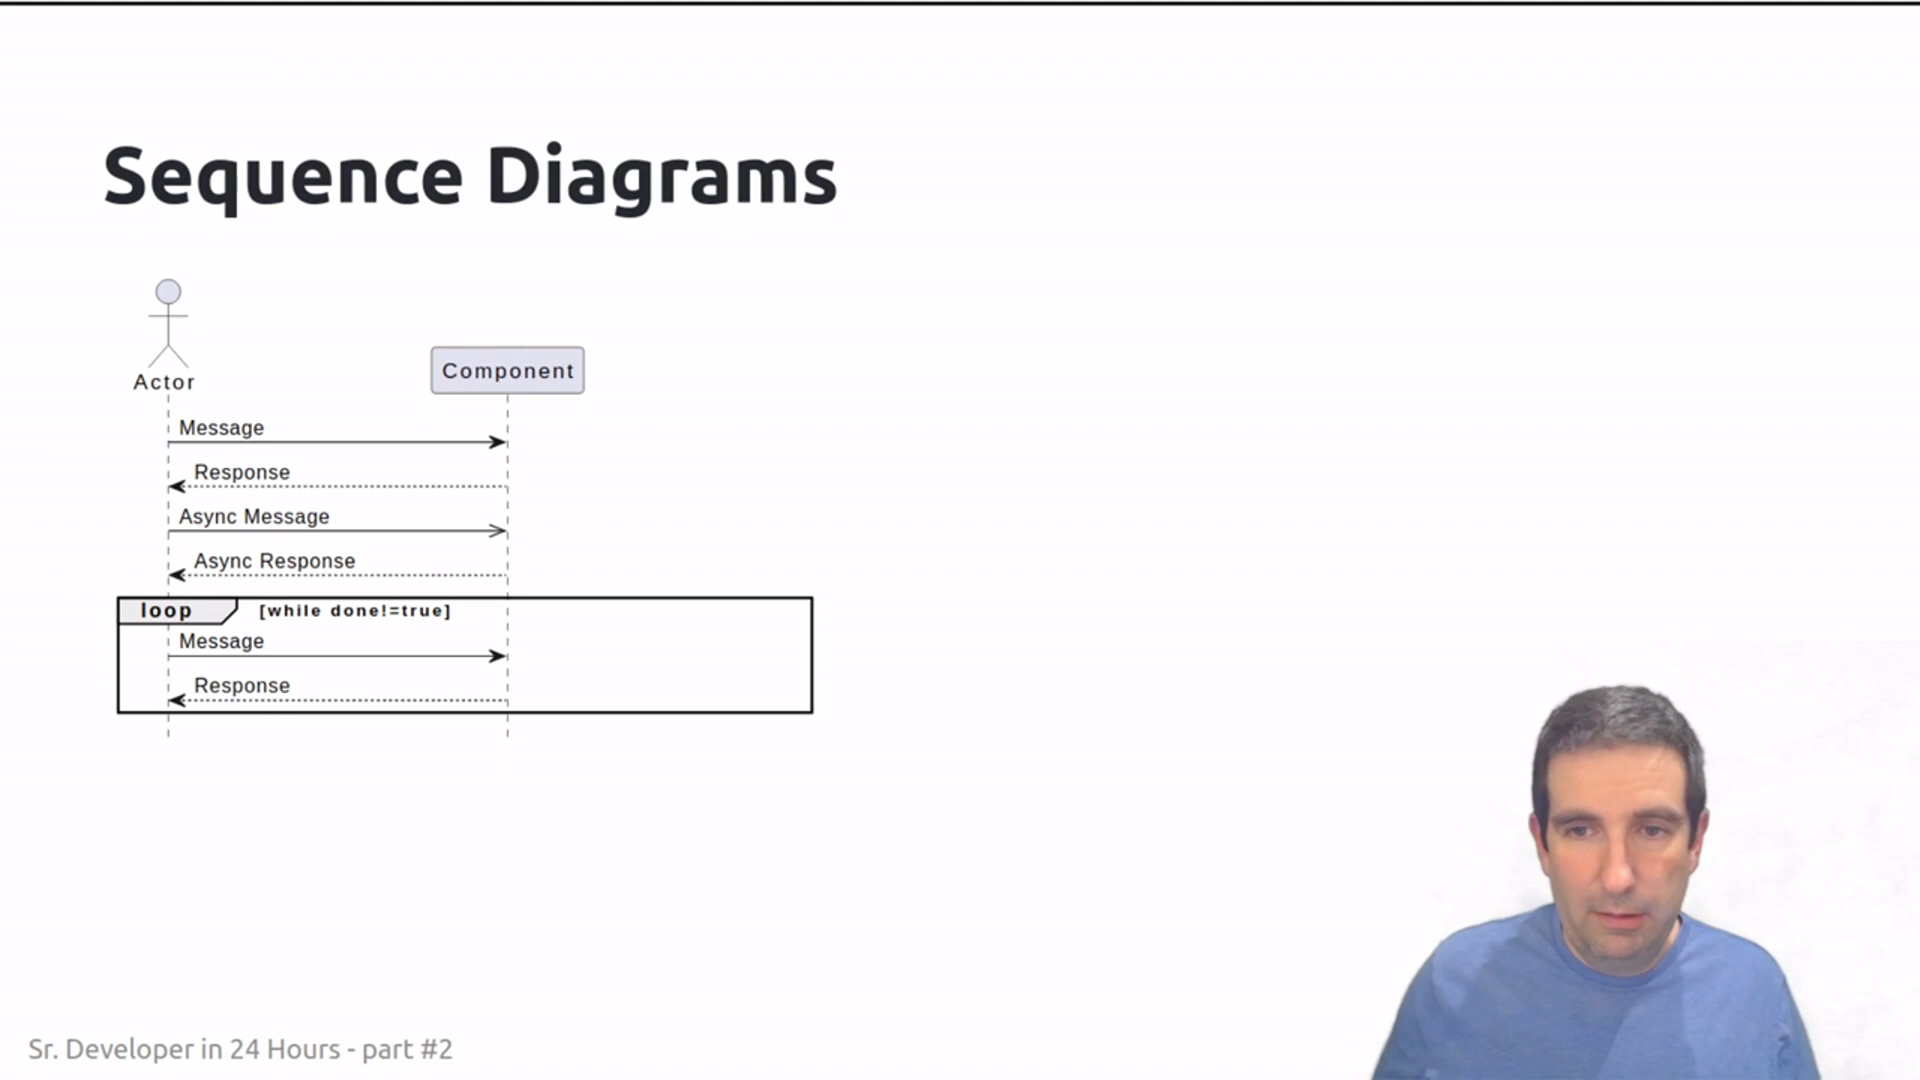 Sequence Diagrams
Actor
Component
Message
Response
Async Message
Async Response
loop [while done!=true]
Message
Response
Sr. Developer in 24 Hours - part #2